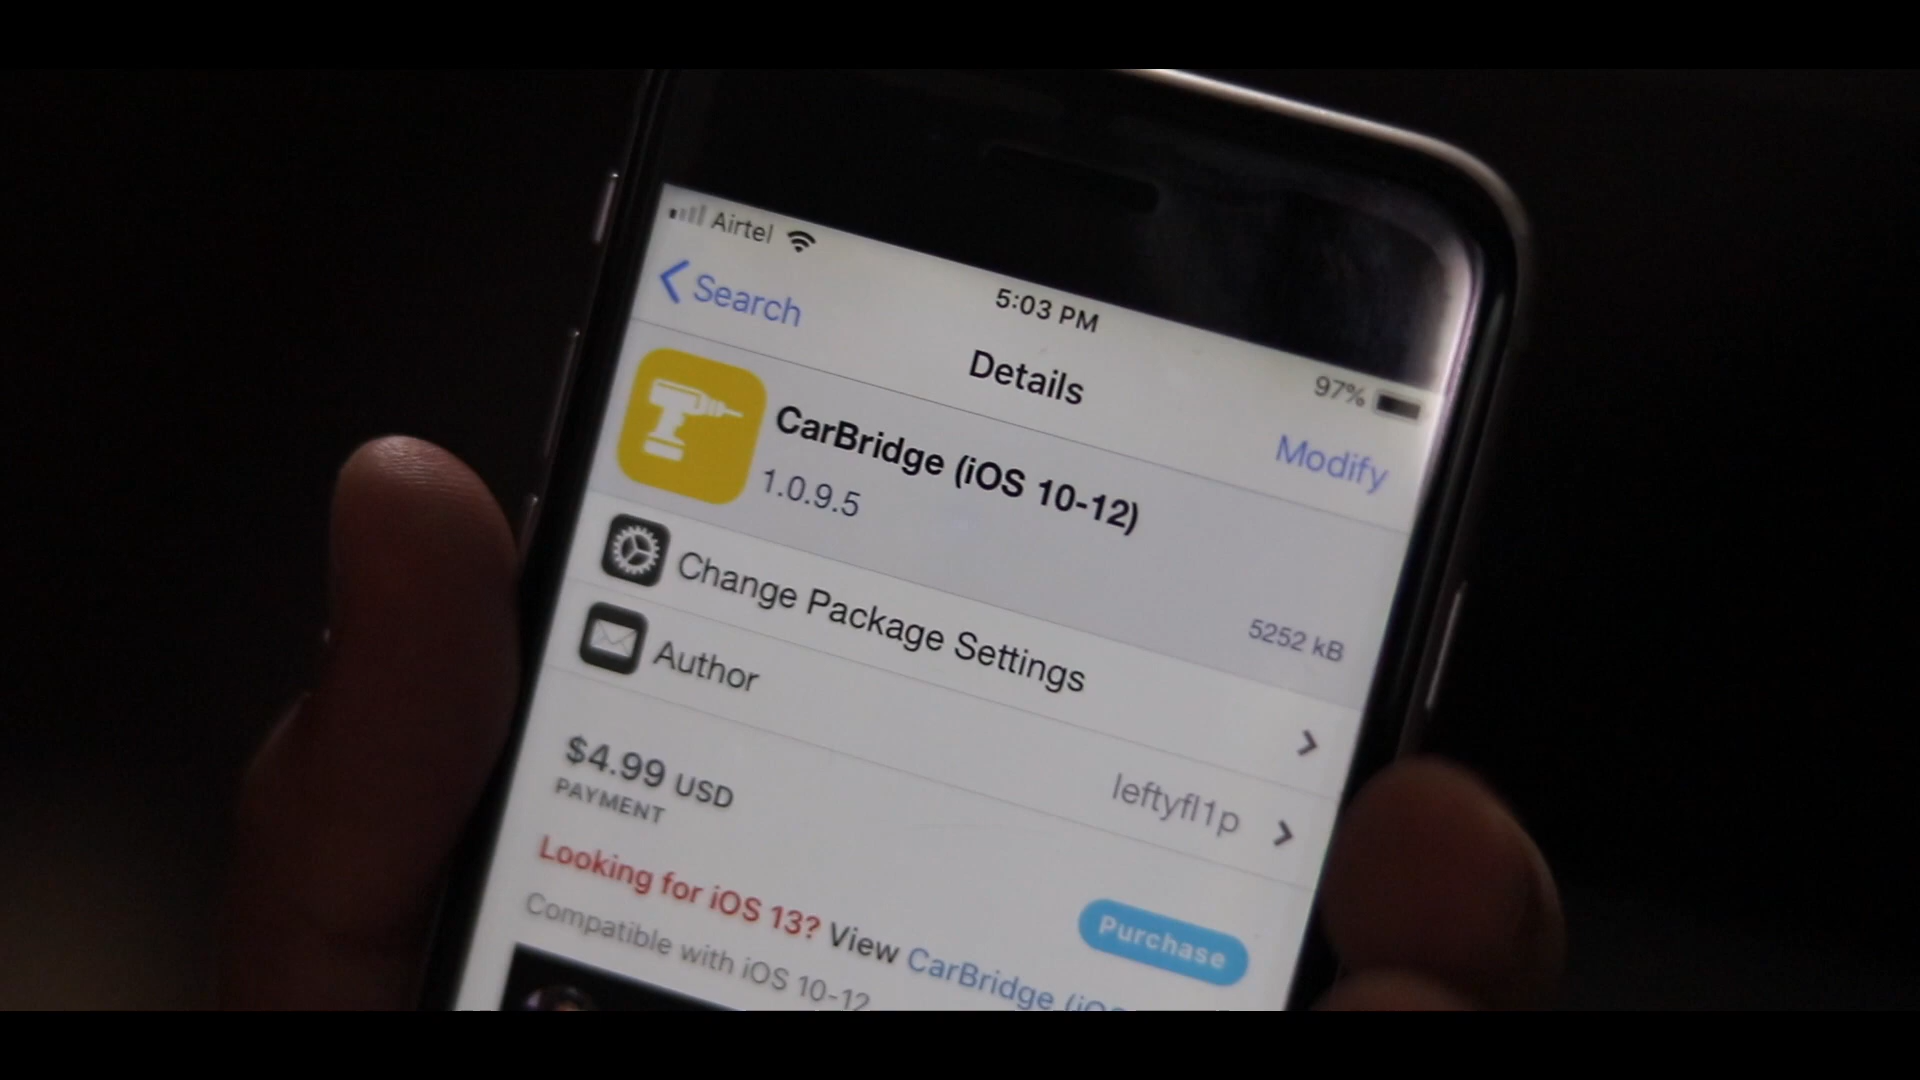 Airtel
5:03 PM
97%
Search
Details
Modify
CarBridge (iOS 10-12)
1.0.9.5
5252 kB
Change Package Settings
Author
leftyfl1p
$4.99 USD
PAYMENT
Purchase
Looking for iOS 13? View CarBridge (iOS
Compatible with iOS 10-12